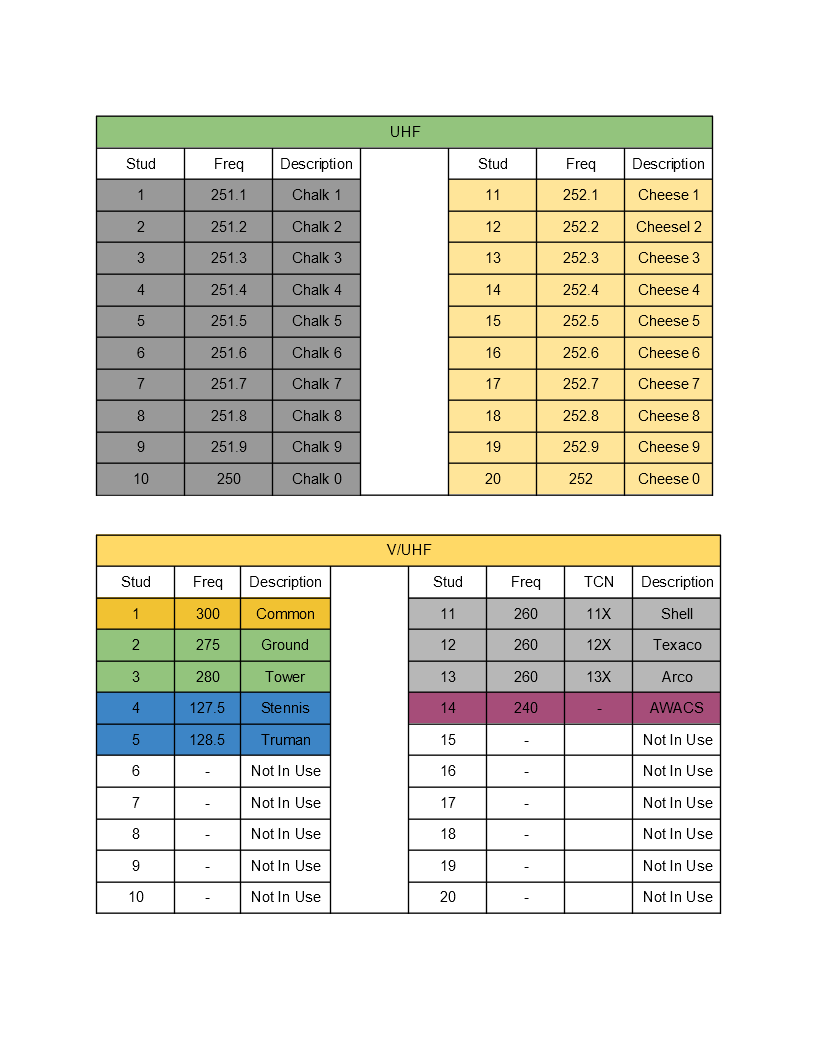 UHF
Stud Freq Description Stud Freq Description
1 251.1 Chalk 1 11 252.1 Cheese 1
2 251.2 Chalk 2 12 252.2 Cheesel 2
3 251.3 Chalk 3 13 252.3 Cheese 3
4 251.4 Chalk 4 14 252.4 Cheese 4
5 251.5 Chalk 5 15 252.5 Cheese 5
6 251.6 Chalk 6 16 252.6 Cheese 6
7 251.7 Chalk 7 17 252.7 Cheese 7
8 251.8 Chalk 8 18 252.8 Cheese 8
9 251.9 Chalk 9 19 252.9 Cheese 9
10 250 Chalk 0 20 252 Cheese 0
V/UHF
Stud Freq Description Stud Freq TCN Description
1 300 Common 11 260 11X Shell
2 275 Ground 12 260 12X Texaco
3 280 Tower 13 260 13X Arco
4 127.5 Stennis 14 240 - AWACS
5 128.5 Truman 15 - Not In Use
6 - Not In Use 16 - Not In Use
7 - Not In Use 17 - Not In Use
8 - Not In Use 18 - Not In Use
9 - Not In Use 19 - Not In Use
10 - Not In Use 20 - Not In Use